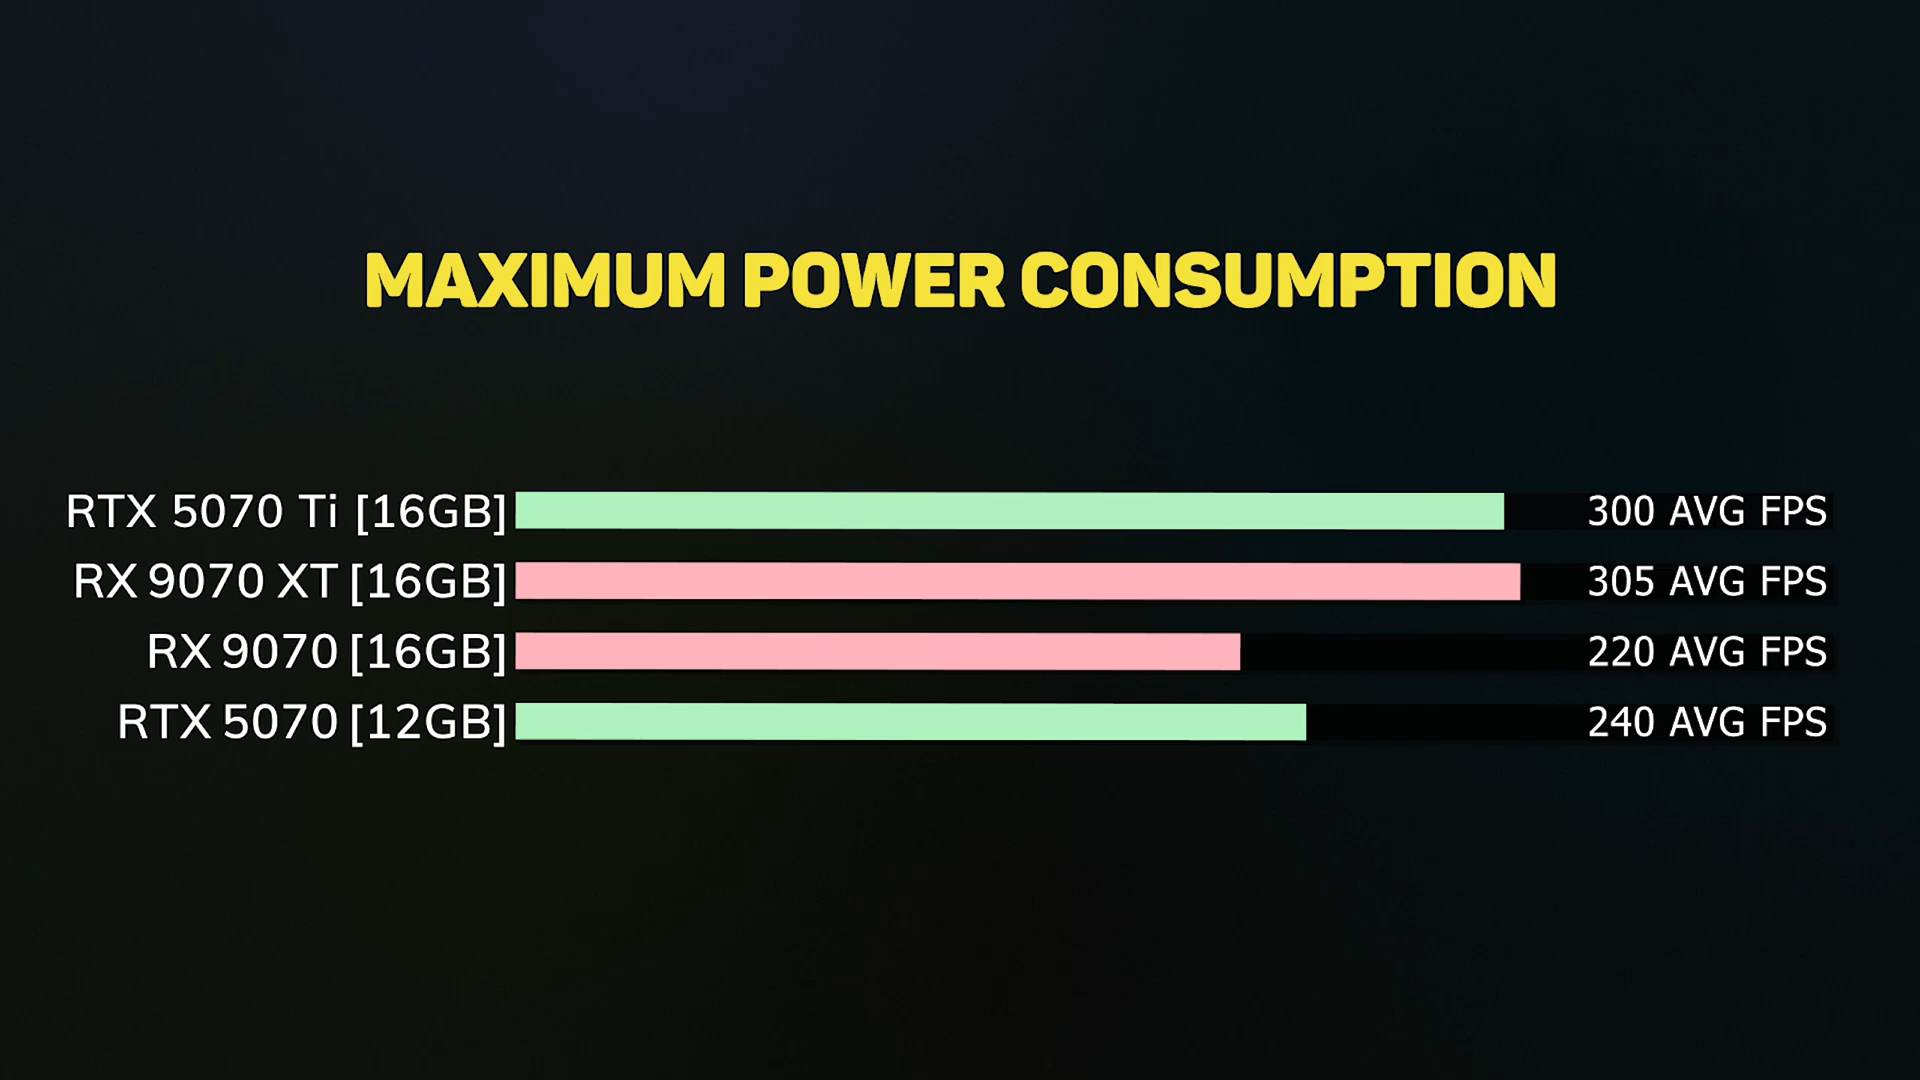 MAXIMUM POWER CONSUMPTION
RTX 5070 Ti [16GB] 300 AVG FPS
RX 9070 XT [16GB] 305 AVG FPS
RX 9070 [16GB] 220 AVG FPS
RTX 5070 [12GB] 240 AVG FPS